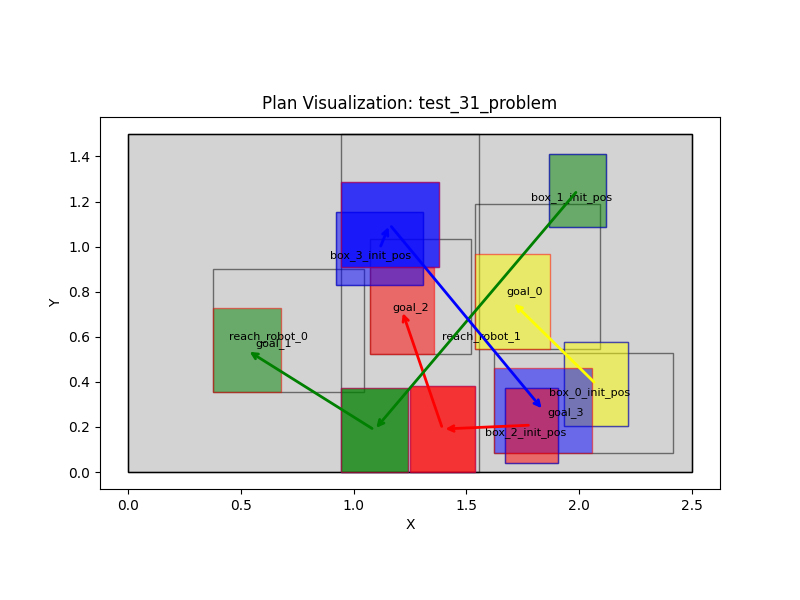 Plan Visualization: test_31_problem
Y
1.4
1.2
1.0
0.8
0.6
0.4
0.2
0.0
box_1_init_pos
box_3_init_pos
goal_0
goal_2
reach_robot_0
goal_1
reach_robot_1
box_0_init_pos
goal_3
box_2_init_pos
0.0
0.5
1.0
1.5
2.0
2.5
X